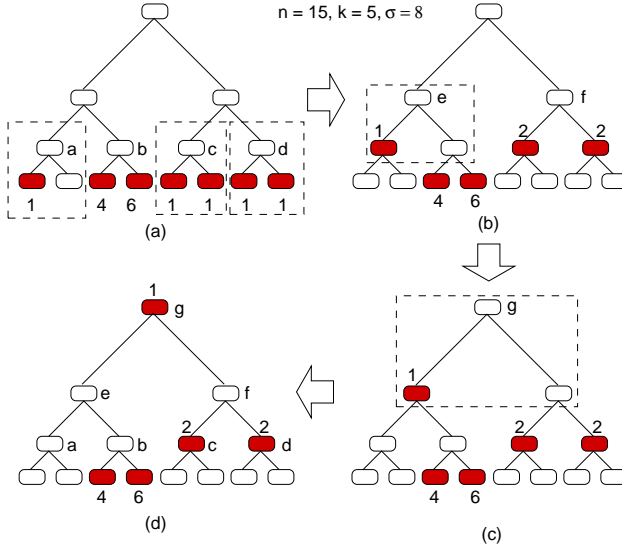 n = 15, k = 5, σ = 8
a b c d
1 4 6 1 1 1 1
(a)
e f
1 2 2
4 6
(b)
1
g
e f
2 2
a b c d
4 6
(d)
g
1
2 2
4 6
(c)